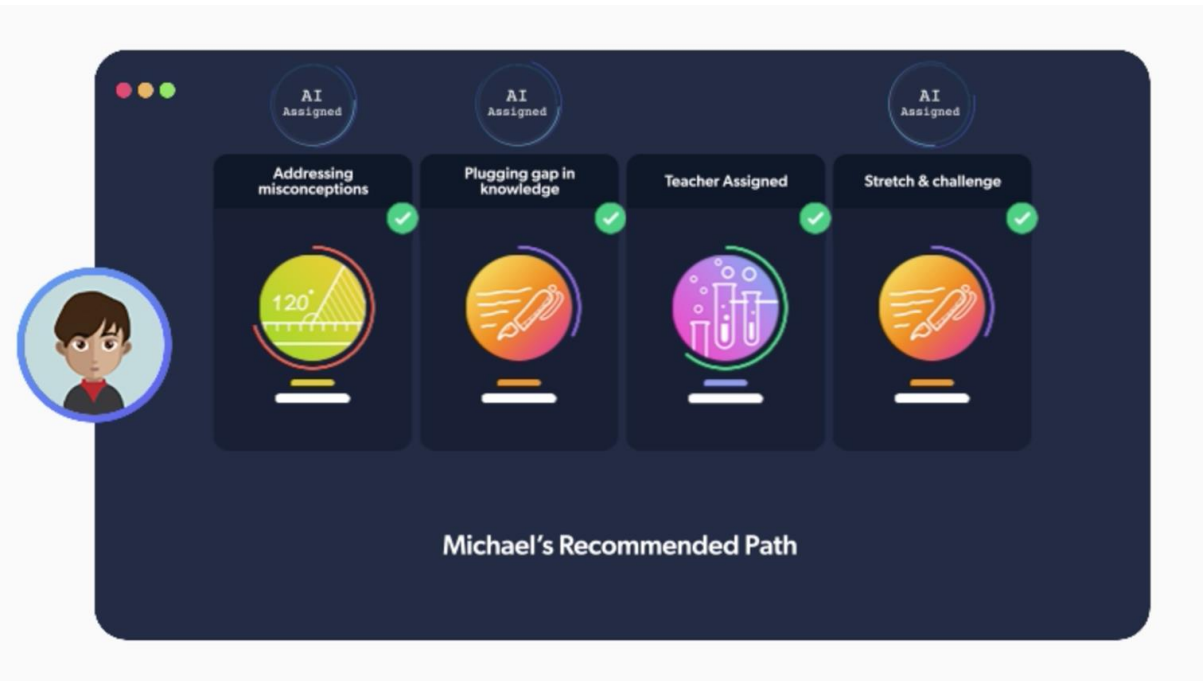 AI
Assigned
AI
Assigned
AI
Assigned
Addressing
misconceptions
Plugging gap in
knowledge
Teacher Assigned
Stretch & challenge
120°
Michael's Recommended Path